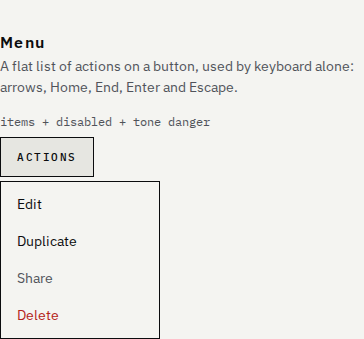 Menu
A flat list of actions on a button, used by keyboard alone:
arrows, Home, End, Enter and Escape.
items + disabled + tone danger
ACTIONS
Edit
Duplicate
Share
Delete